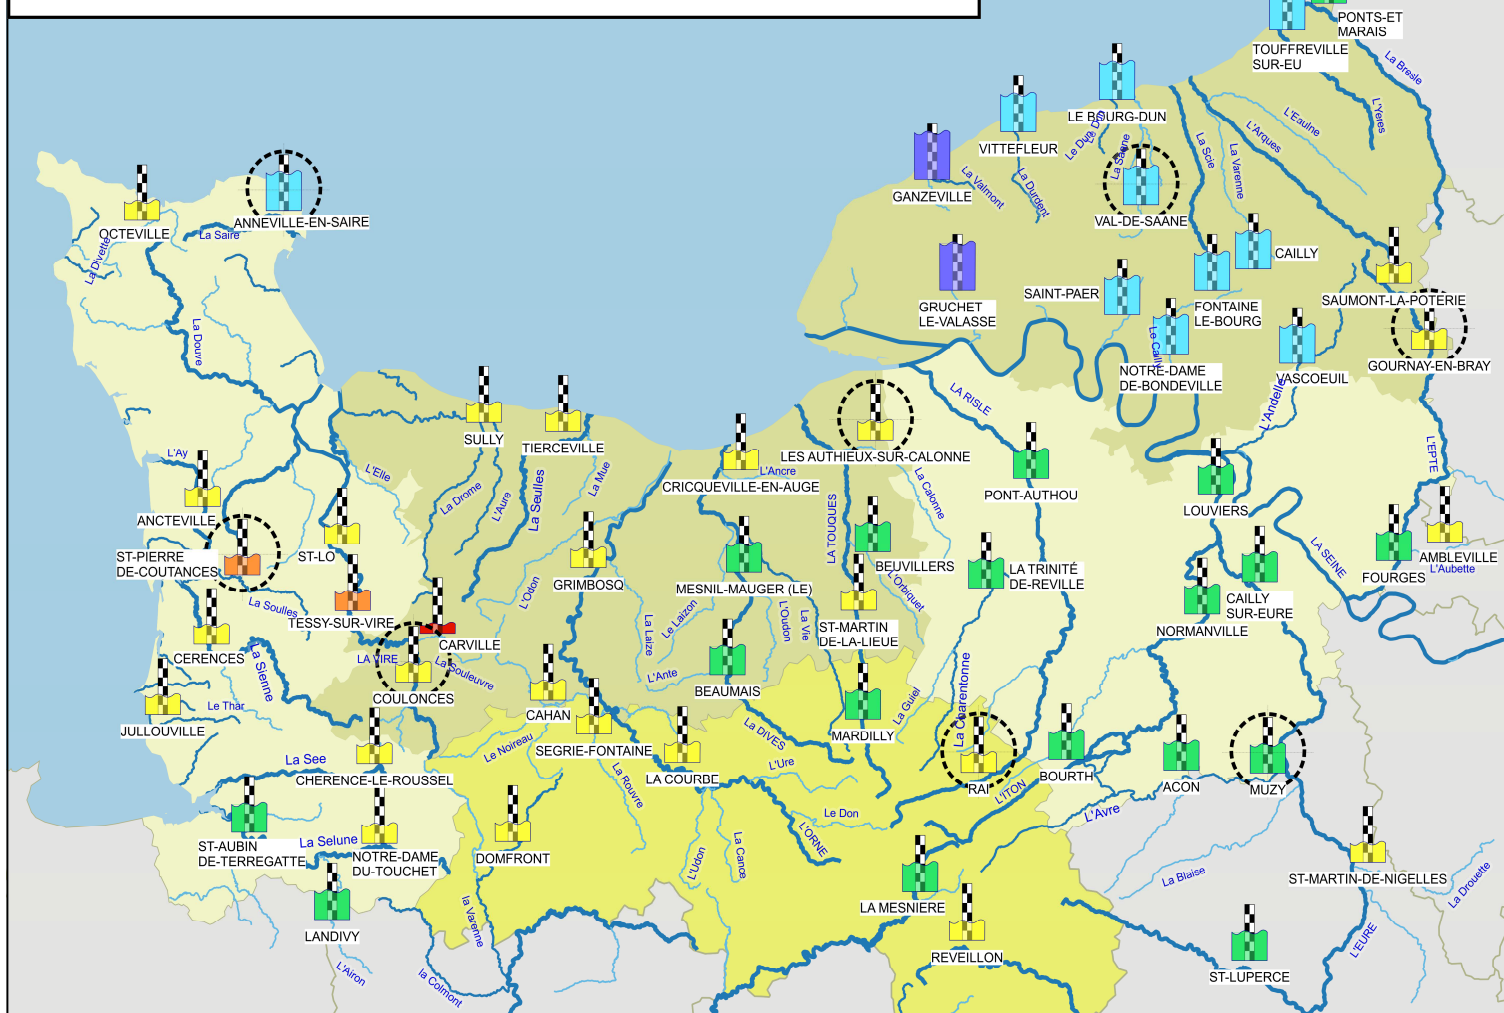 PONTS-ET
MARAIS
TOUFFREVILLE
SUR-EU
La Bresle
L'Yeres
LE BOURG-DUN
Le Dun
La Saane
VITTEFLEUR
La Durdent
GANZEVILLE
La Valmont
VAL-DE-SAANE
La Scie
La Varenne
L'Arques
L'Eaulne
OCTEVILLE
ANNEVILLE-EN-SAIRE
La Saire
La Divette
La Douve
CAILLY
GRUCHET
LE-VALASSE
SAINT-PAER
FONTAINE
LE-BOURG
SAUMONT-LA-POTERIE
Le Cailly
NOTRE-DAME
DE-BONDEVILLE
VASCOEUIL
GOURNAY-EN-BRAY
L'Andelle
LA RISLE
SULLY
TIERCEVILLE
LES AUTHIEUX-SUR-CALONNE
L'Ay
L'Elle
La Drome
L'Aure
La Seulles
La Mue
CRICQUEVILLE-EN-AUGE
L'Ancre
LA TOUQUES
La Calonne
PONT-AUTHOU
LOUVIERS
L'EPTE
ANCTEVILLE
ST-PIERRE
DE-COUTANCES
ST-LO
GRIMBOSQ
MESNIL-MAUGER (LE)
BEUVILLERS
L'Orbiquet
LA TRINITÉ
DE-REVILLE
LA SEINE
FOURGES
AMBLEVILLE
L'Aubette
L'Odon
La Soulles
TESSY-SUR-VIRE
CARVILLE
La Laize
Le Laizon
L'Oudon
La Vie
ST-MARTIN
DE-LA-LIEUE
CAILLY
SUR-EURE
NORMANVILLE
CERENCES
La Sienne
LA VIRE
La Souleuvre
COULONCES
L'Ante
BEAUMAIS
La Guiel
La Charentonne
JULLOUVILLE
Le Thar
CAHAN
SEGRIE-FONTAINE
Le Noireau
La DIVES
MARDILLY
La See
CHERENCE-LE-ROUSSEL
La Rouvre
LA COURBE
L'Ure
RAI
L'ITON
BOURTH
ACON
MUZY
Le Don
L'Avre
ST-AUBIN
DE-TERREGATTE
La Selune
NOTRE-DAME
DU-TOUCHET
DOMFRONT
L'Udon
La Cance
L'ORNE
ST-MARTIN-DE-NIGELLES
La Blaise
La Drouette
LANDIVY
la Varenne
LA MESNIERE
REVEILLON
L'EURE
ST-LUPERCE
L'Airon
la Colmont